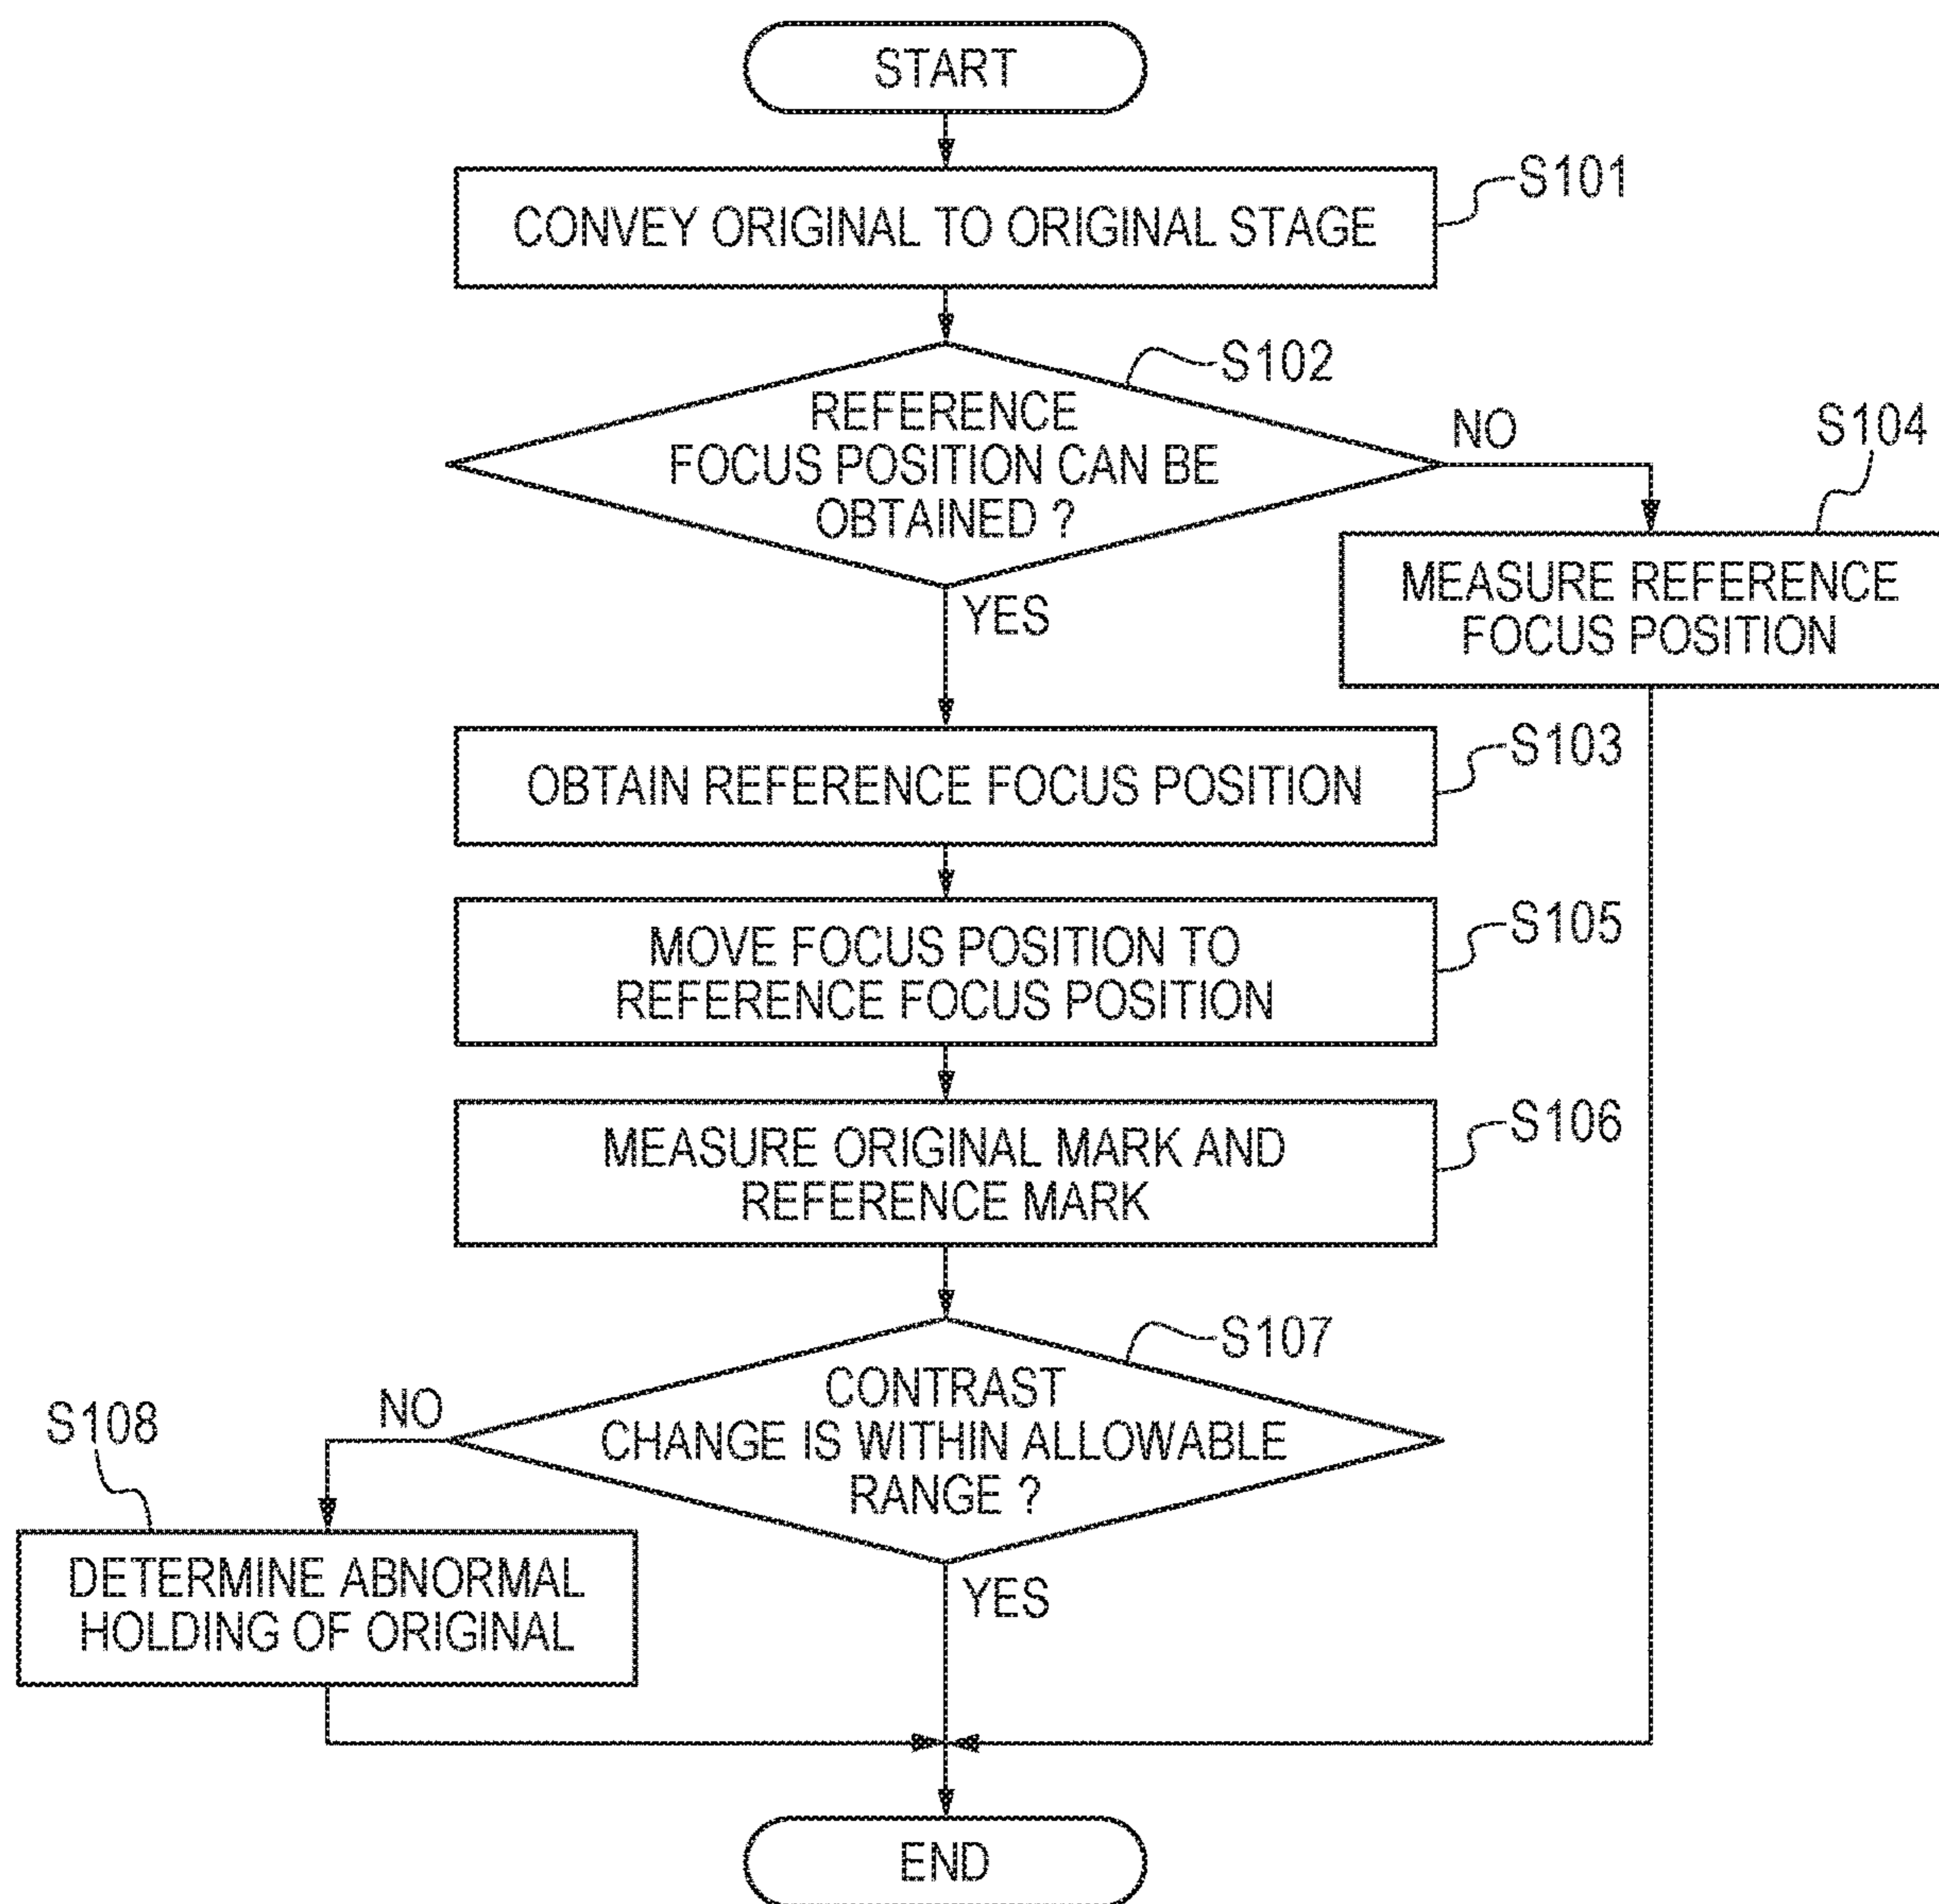 START
S101
CONVEY ORIGINAL TO ORIGINAL STAGE
S102
REFERENCE
FOCUS POSITION CAN BE
OBTAINED ?
NO
S104
MEASURE REFERENCE
FOCUS POSITION
YES
S103
OBTAIN REFERENCE FOCUS POSITION
S105
MOVE FOCUS POSITION TO
REFERENCE FOCUS POSITION
S106
MEASURE ORIGINAL MARK AND
REFERENCE MARK
S107
CONTRAST
CHANGE IS WITHIN ALLOWABLE
RANGE ?
NO
S108
DETERMINE ABNORMAL
HOLDING OF ORIGINAL
YES
END